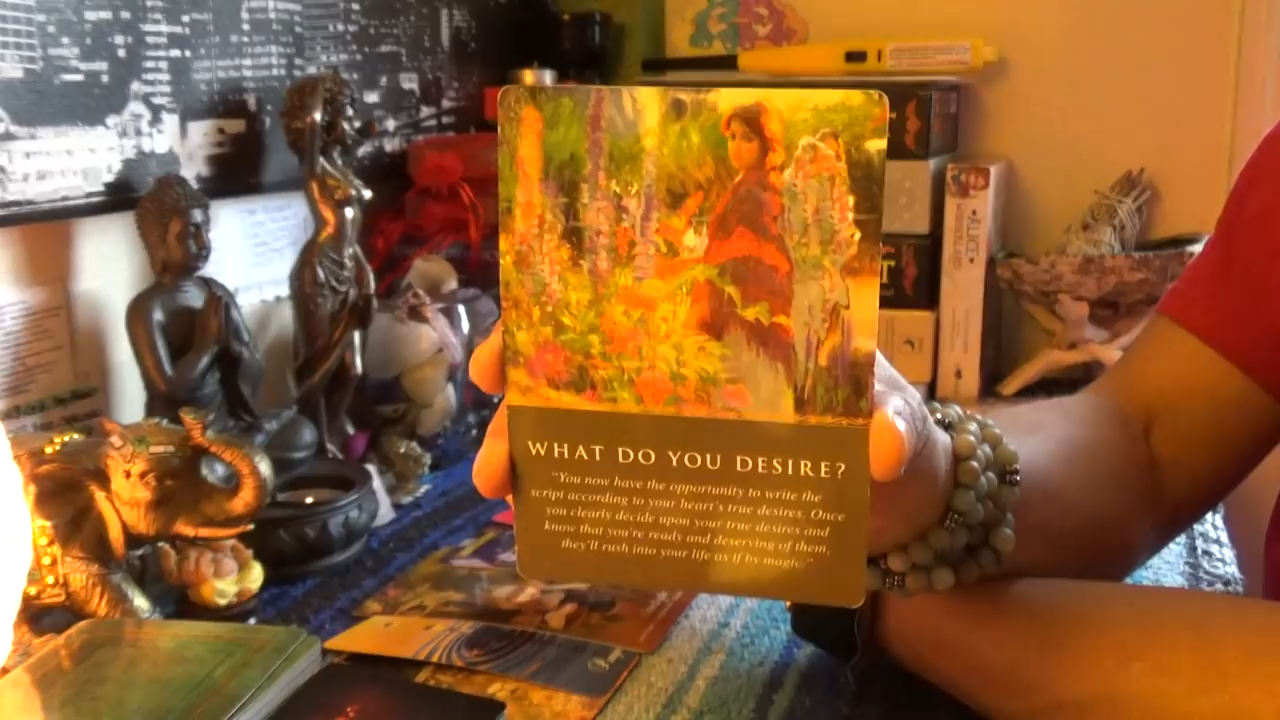 ALICE
WHAT DO YOU DESIRE?
"You now have the opportunity to write the
script according to your heart's true desires. Once
you clearly decide upon your true desires and
know that you're ready and deserving of them,
they'll rush into your life as if by magic."